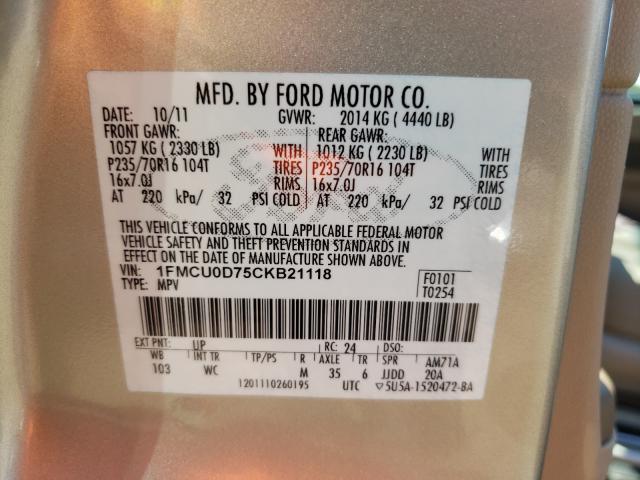 MFD. BY FORD MOTOR CO.
DATE: 10/11 GVWR: 2014 KG ( 4440 LB)
FRONT GAWR: REAR GAWR:
1057 KG ( 2330 LB) WITH 1012 KG ( 2230 LB) WITH
P235/70R16 104T TIRES P235/70R16 104T TIRES
16x7.0J RIMS 16x7.0J RIMS
AT 220 kPa/ 32 PSI COLD AT 220 kPa/ 32 PSI COLD
THIS VEHICLE CONFORMS TO ALL APPLICABLE FEDERAL MOTOR
VEHICLE SAFETY AND THEFT PREVENTION STANDARDS IN
EFFECT ON THE DATE OF MANUFACTURE SHOWN ABOVE.
VIN: 1FMCU0D75CKB21118 F0101
TYPE: MPV T0254
EXT PNT: UP RC: 24 DSO:
WB INT TR TP/PS R AXLE TR SPR AM71A
103 WC M 35 6 JJDD 20A
1201110260195 UTC ▽5U5A-1520472-BA